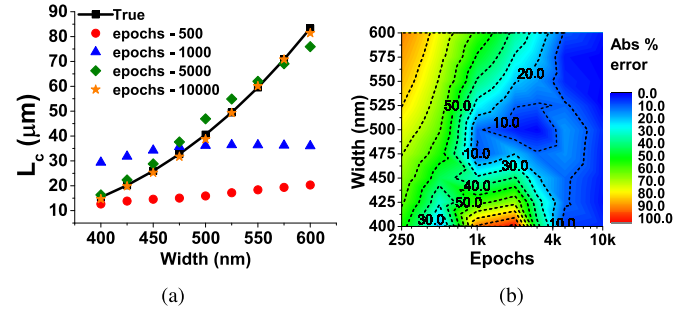 (a)
90
80
70
60
50
40
30
20
10
L_c (μm)
True
epochs - 500
epochs - 1000
epochs - 5000
epochs - 10000
400 450 500 550 600
Width (nm)
(a)
600
575
550
525
500
475
450
425
400
Width (nm)
20.0
50.0
10.0
10.0
30.0
40.0
50.0
30.0
10.0
250 1k 4k 10k
Epochs
Abs %
error
0.0
10.0
20.0
30.0
40.0
50.0
60.0
70.0
80.0
90.0
100.0
(b)